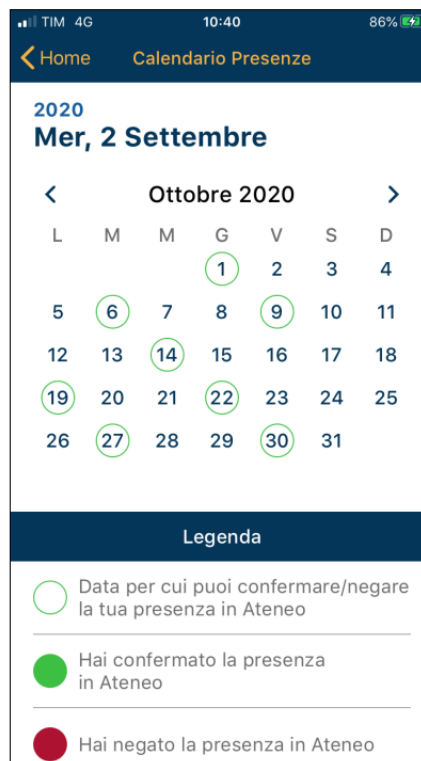 TIM 4G 10:40 86%
Home Calendario Presenze
2020
Mer, 2 Settembre
Ottobre 2020
L M M G V S D
1 2 3 4
5 6 7 8 9 10 11
12 13 14 15 16 17 18
19 20 21 22 23 24 25
26 27 28 29 30 31
Legenda
Data per cui puoi confermare/negare
la tua presenza in Ateneo
Hai confermato la presenza
in Ateneo
Hai negato la presenza in Ateneo